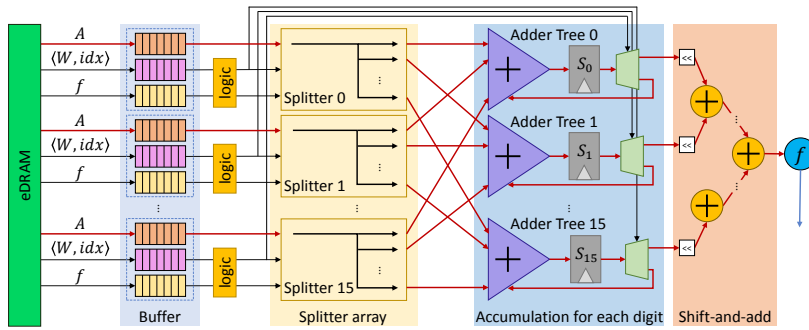 eDRAM
A
⟨W, idx⟩
f
logic
Splitter 0
...
Adder Tree 0
+
S0
<<
+
A
⟨W, idx⟩
f
logic
Splitter 1
...
Adder Tree 1
+
S1
<<
+
f
...
A
⟨W, idx⟩
f
logic
Splitter 15
...
Adder Tree 15
+
S15
<<
+
Buffer
Splitter array
Accumulation for each digit
Shift-and-add